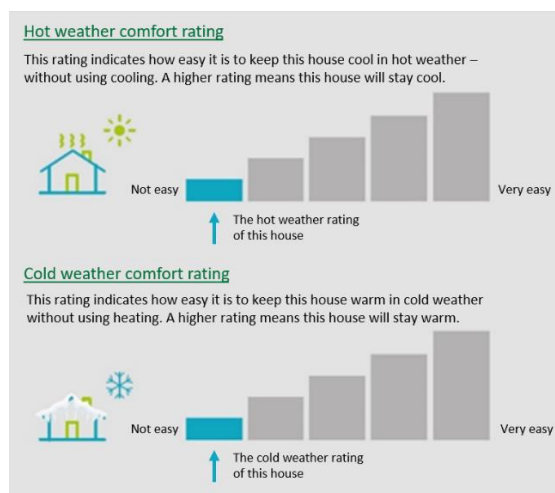 Hot weather comfort rating
This rating indicates how easy it is to keep this house cool in hot weather –
without using cooling. A higher rating means this house will stay cool.
Not easy
Very easy
The hot weather rating
of this house
Cold weather comfort rating
This rating indicates how easy it is to keep this house warm in cold weather
without using heating. A higher rating means this house will stay warm.
Not easy
Very easy
The cold weather rating
of this house